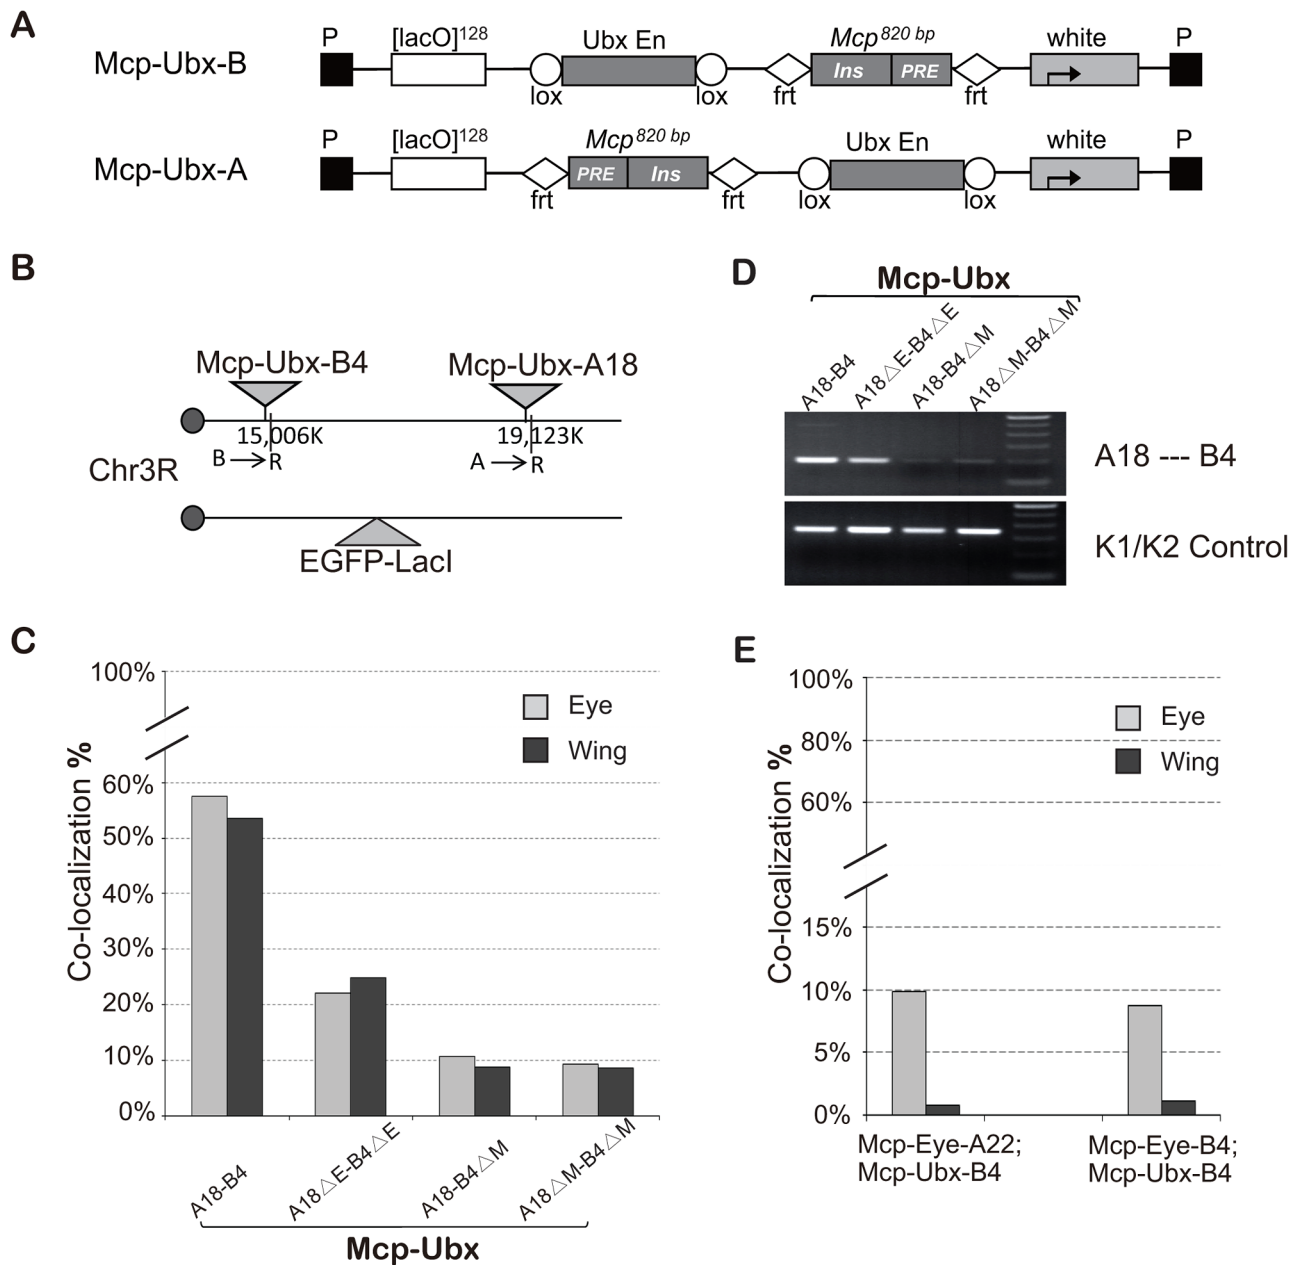 A
Mcp-Ubx-B
P
[lacO]128
Ubx En
Mcp820 bp
white
P
Ins
PRE
lox
lox
frt
frt
Mcp-Ubx-A
P
[lacO]128
Mcp820 bp
Ubx En
white
P
PRE
Ins
frt
frt
lox
lox
B
Mcp-Ubx-B4
Mcp-Ubx-A18
15,006K
19,123K
B
R
A
R
Chr3R
EGFP-LacI
D
Mcp-Ubx
A18-B4
A18△E-B4△E
A18-B4△M
A18△M-B4△M
A18 --- B4
K1/K2 Control
C
Co-localization %
100%
60%
50%
40%
30%
20%
10%
0%
Eye
Wing
A18-B4
A18△E-B4△E
A18-B4△M
A18△M-B4△M
Mcp-Ubx
E
Co-localization %
100%
80%
60%
15%
10%
5%
0%
Eye
Wing
Mcp-Eye-A22;
Mcp-Ubx-B4
Mcp-Eye-B4;
Mcp-Ubx-B4